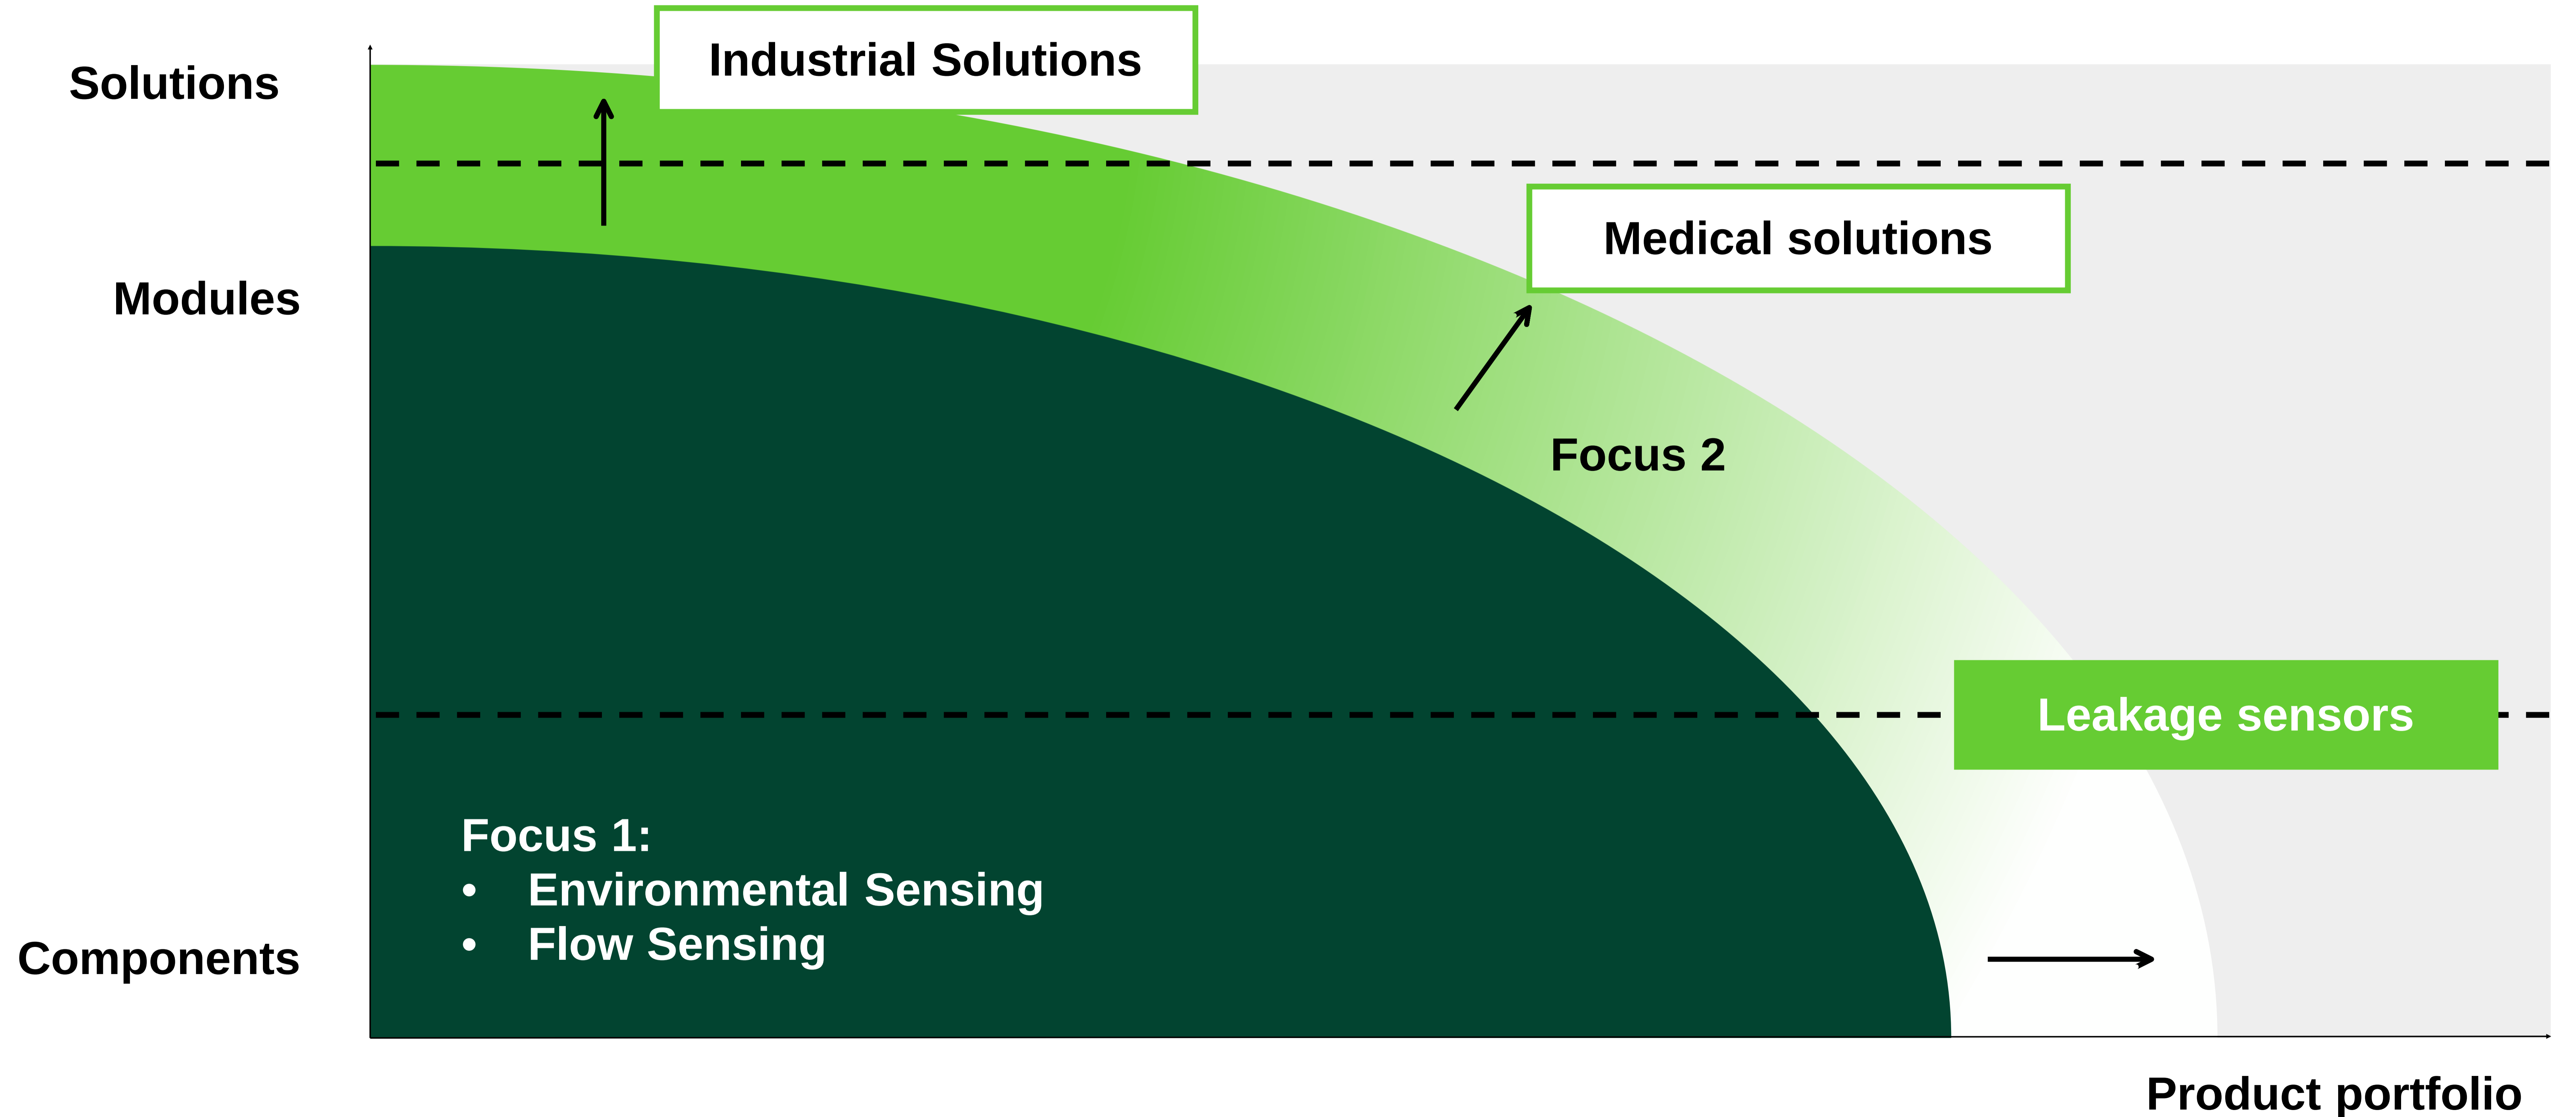 Industrial Solutions
Solutions
Medical solutions
Modules
Focus 2
Leakage sensors
Focus 1:
• Environmental Sensing
• Flow Sensing
Components
Product portfolio